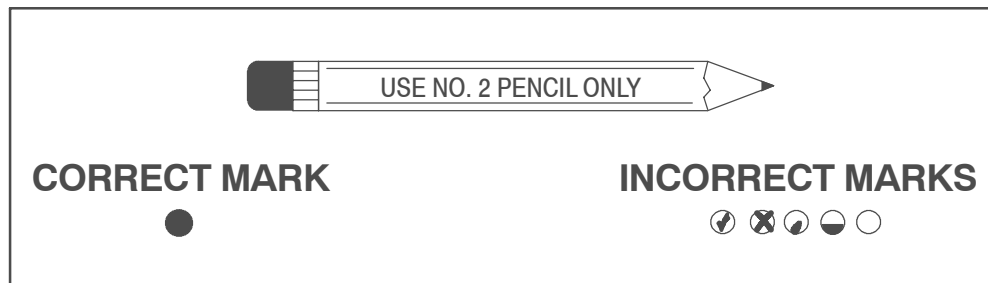 USE NO. 2 PENCIL ONLY
CORRECT MARK
INCORRECT MARKS